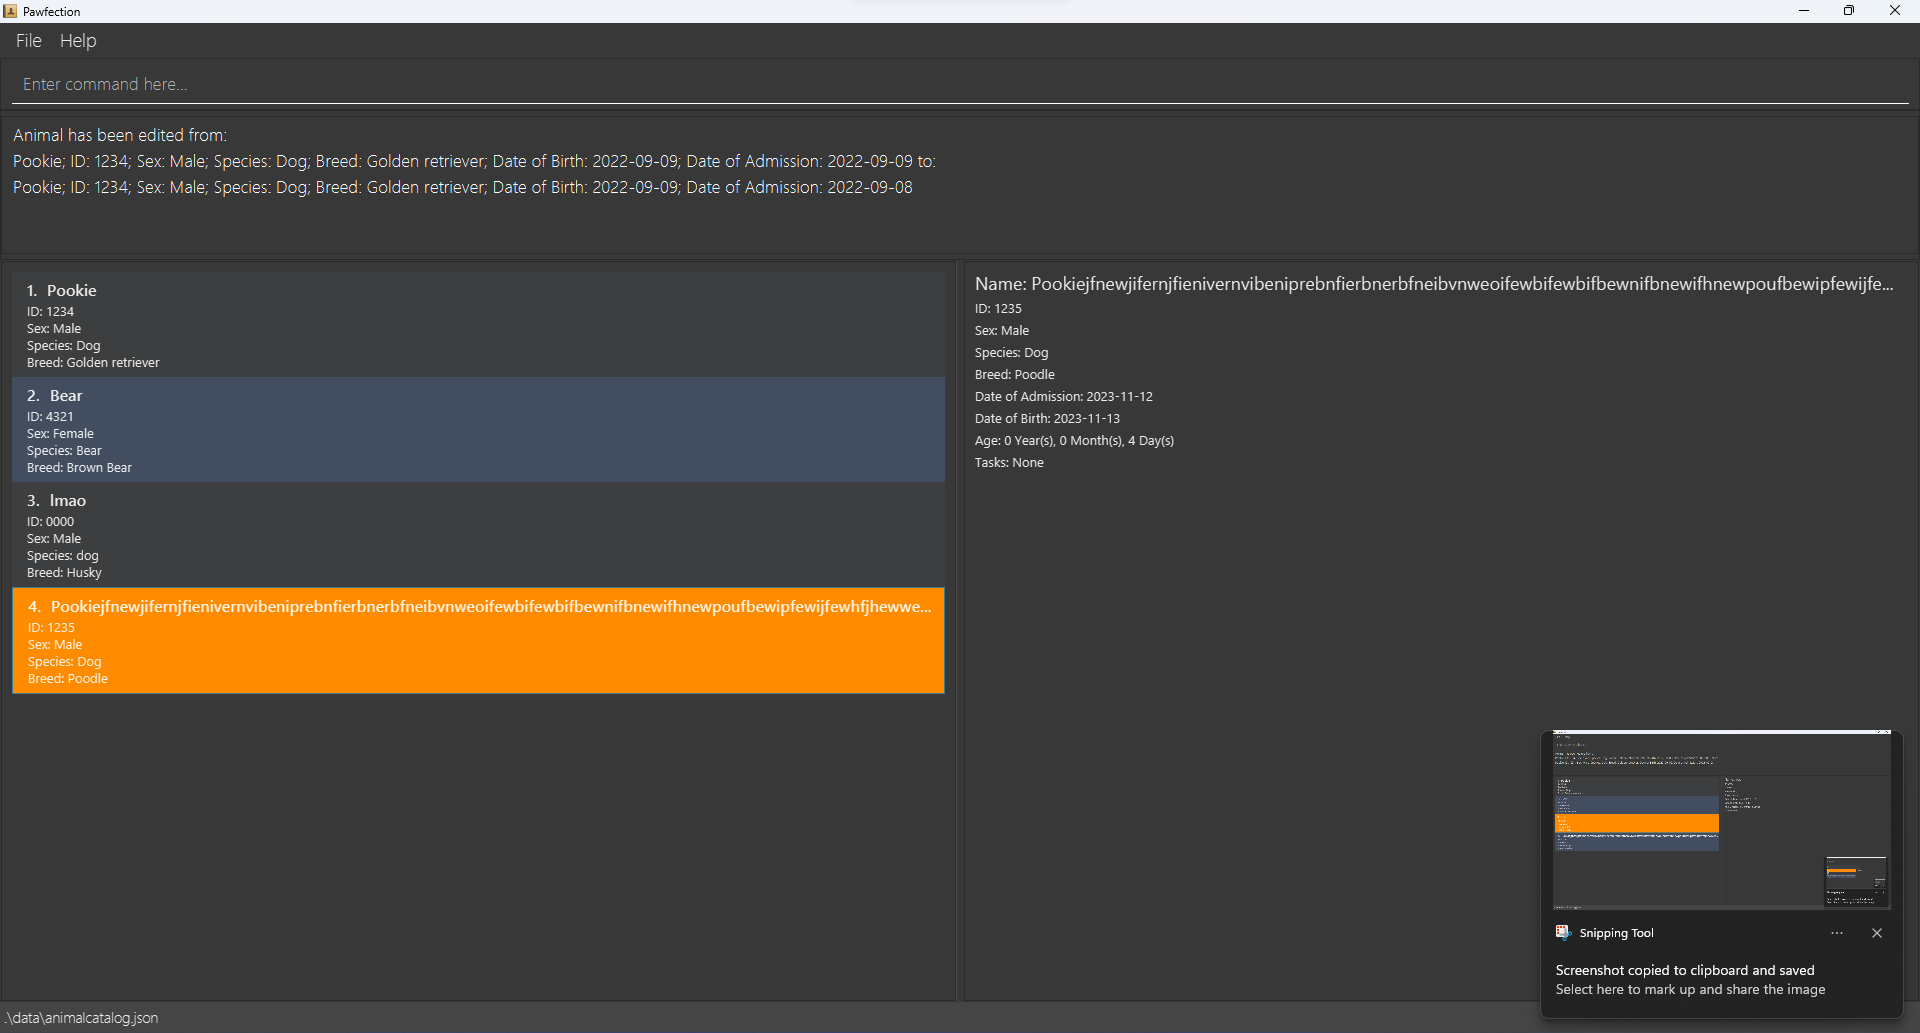 Pawfection
File Help
Enter command here...
Animal has been edited from:
Pookie; ID: 1234; Sex: Male; Species: Dog; Breed: Golden retriever; Date of Birth: 2022-09-09; Date of Admission: 2022-09-09 to:
Pookie; ID: 1234; Sex: Male; Species: Dog; Breed: Golden retriever; Date of Birth: 2022-09-09; Date of Admission: 2022-09-08
1. Pookie
ID: 1234
Sex: Male
Species: Dog
Breed: Golden retriever
2. Bear
ID: 4321
Sex: Female
Species: Bear
Breed: Brown Bear
3. lmao
ID: 0000
Sex: Male
Species: dog
Breed: Husky
4. Pookiejfnewjifernjfienivernvibeniprebnfierbnerbfneibvnweoifewbifewbifbewnifbnewifhnewpoufbewipfewijfewhfjhewwe...
ID: 1235
Sex: Male
Species: Dog
Breed: Poodle
Name: Pookiejfnewjifernjfienivernvibeniprebnfierbnerbfneibvnweoifewbifewbifbewnifbnewifhnewpoufbewipfewijfe...
ID: 1235
Sex: Male
Species: Dog
Breed: Poodle
Date of Admission: 2023-11-12
Date of Birth: 2023-11-13
Age: 0 Year(s), 0 Month(s), 4 Day(s)
Tasks: None
Snipping Tool
Screenshot copied to clipboard and saved
Select here to mark up and share the image
.\data\animalcatalog.json